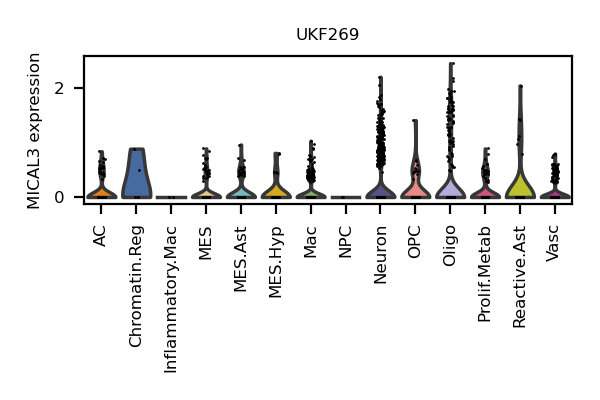 UKF269
MICAL3 expression
2
0
AC
Chromatin.Reg
Inflammatory.Mac
MES
MES.Ast
MES.Hyp
Mac
NPC
Neuron
OPC
Oligo
Prolif.Metab
Reactive.Ast
Vasc